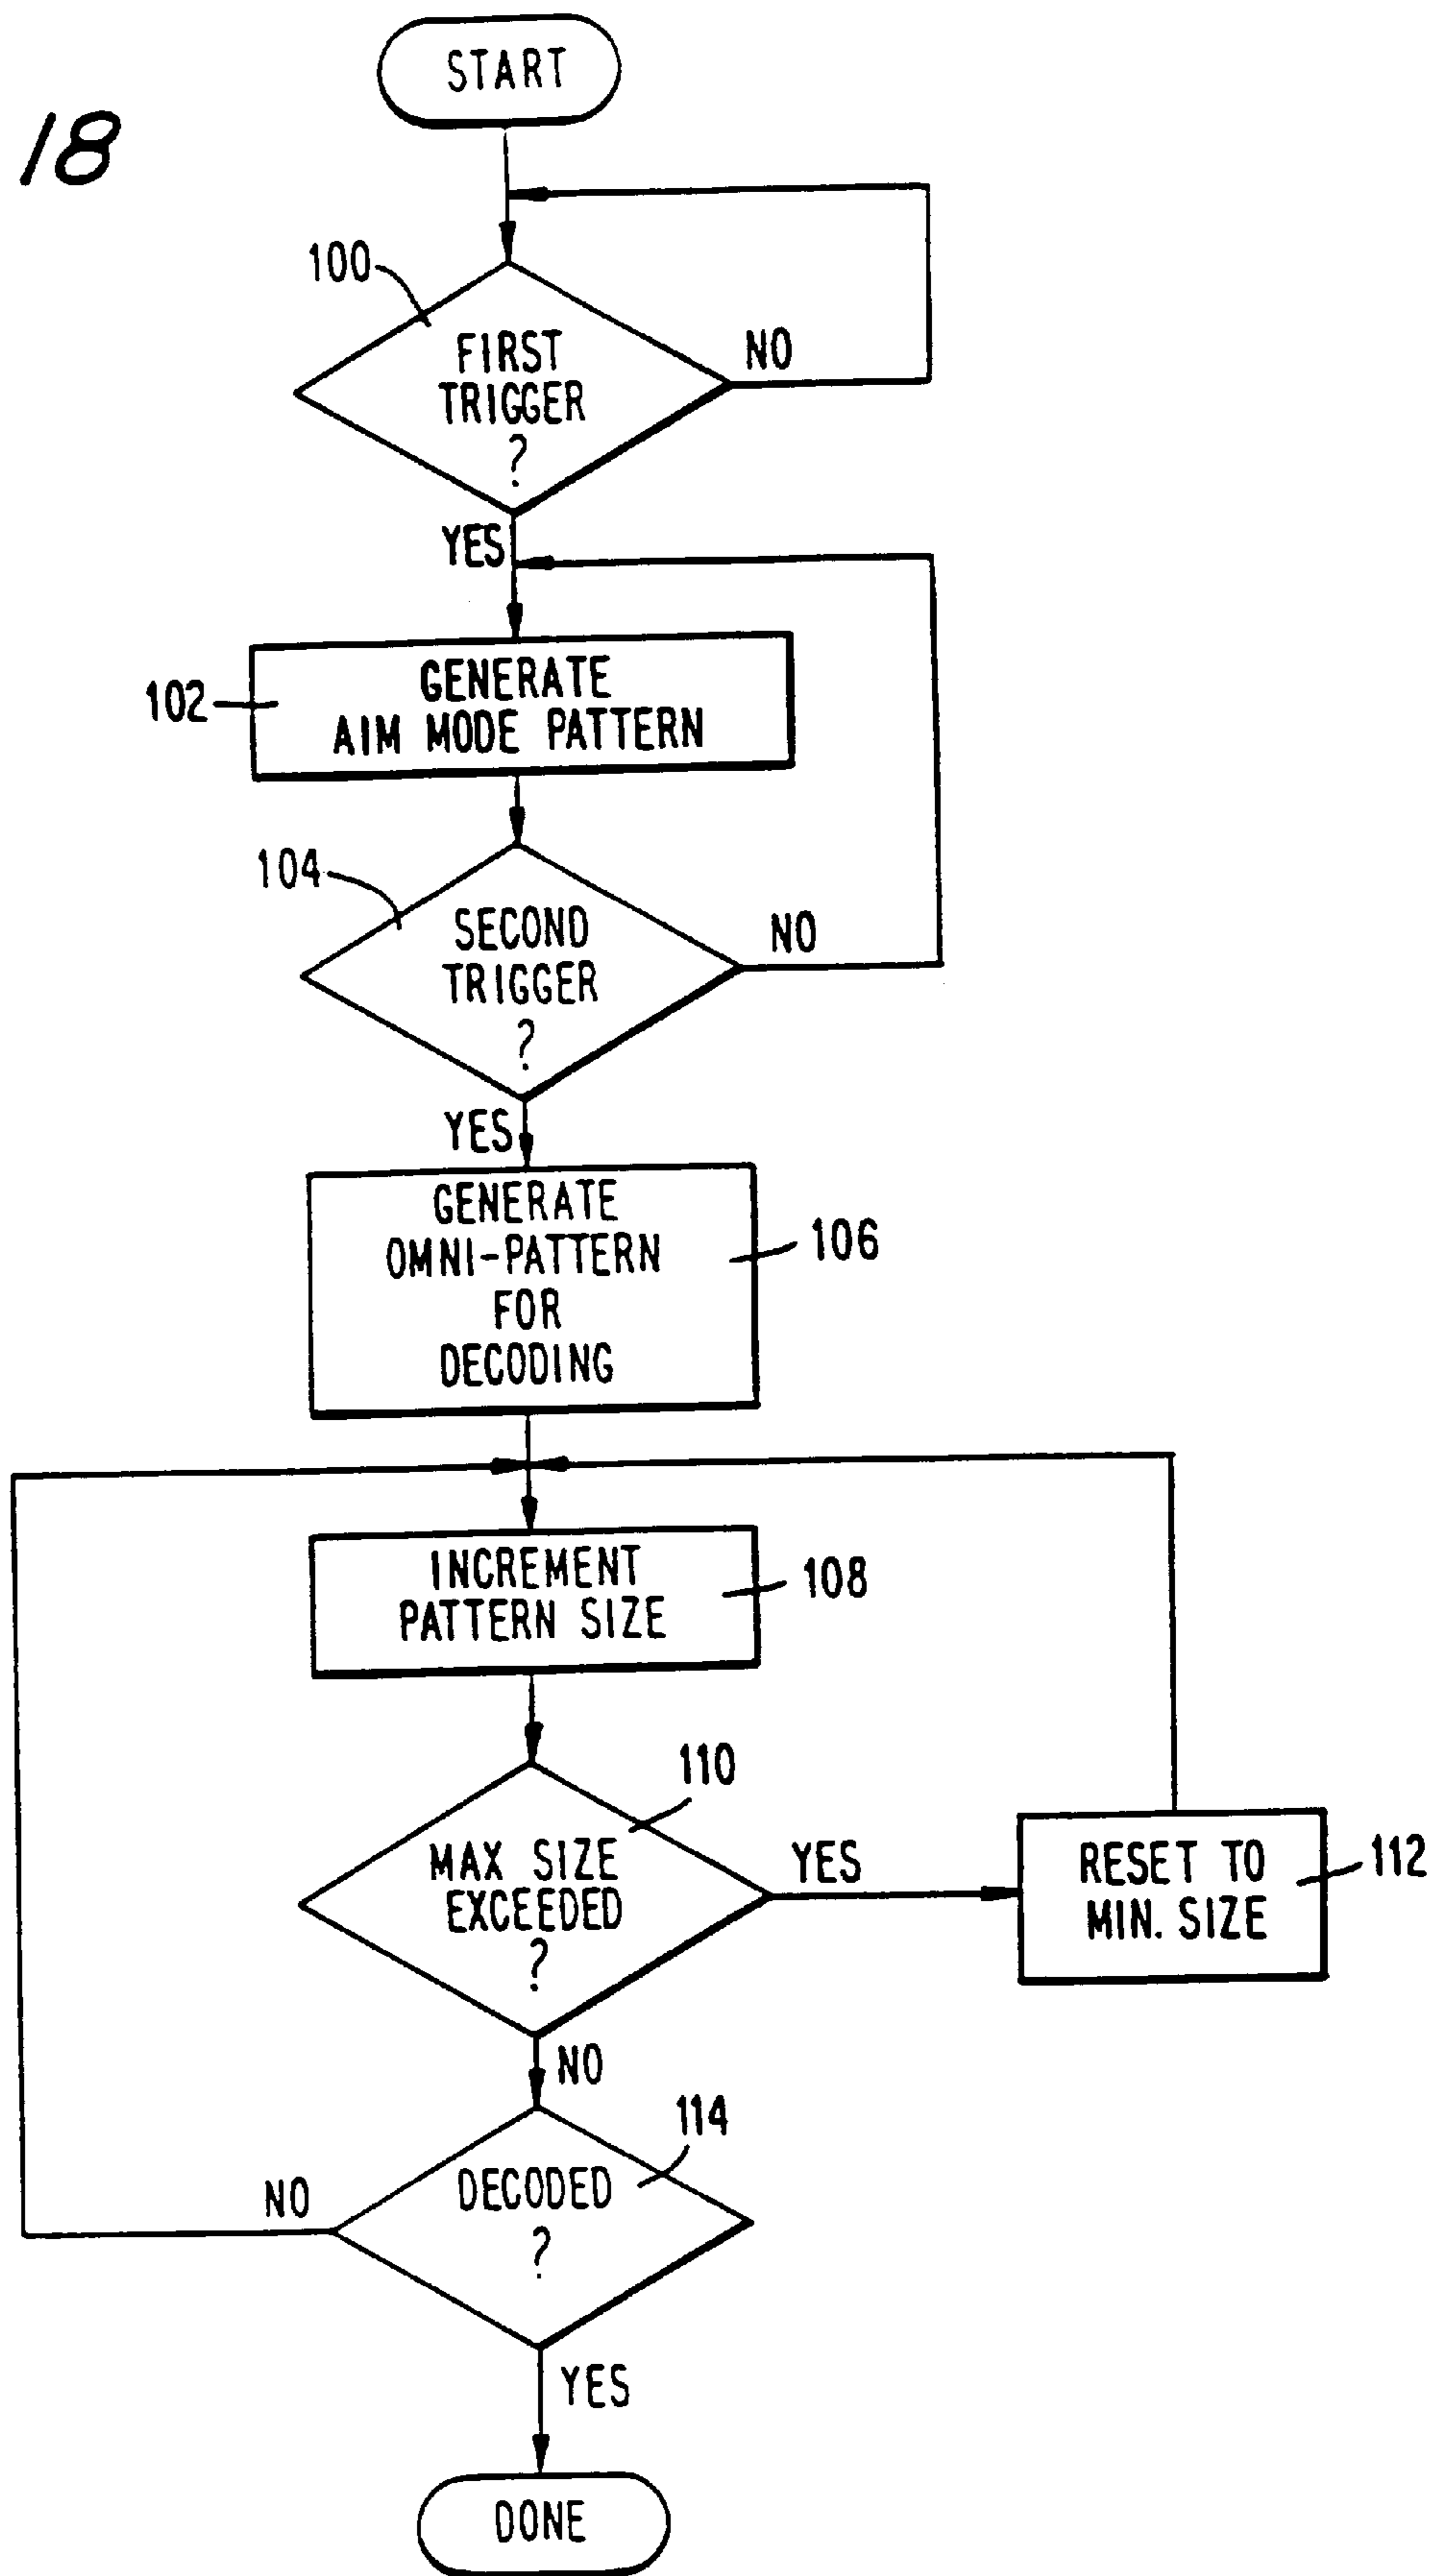 START
18
100
FIRST
TRIGGER
?
NO
YES
102
GENERATE
AIM MODE PATTERN
104
SECOND
TRIGGER
?
NO
YES
GENERATE
OMNI-PATTERN
FOR
DECODING
106
INCREMENT
PATTERN SIZE
108
110
MAX SIZE
EXCEEDED
?
YES
RESET TO
MIN. SIZE
112
NO
114
DECODED
?
NO
YES
DONE